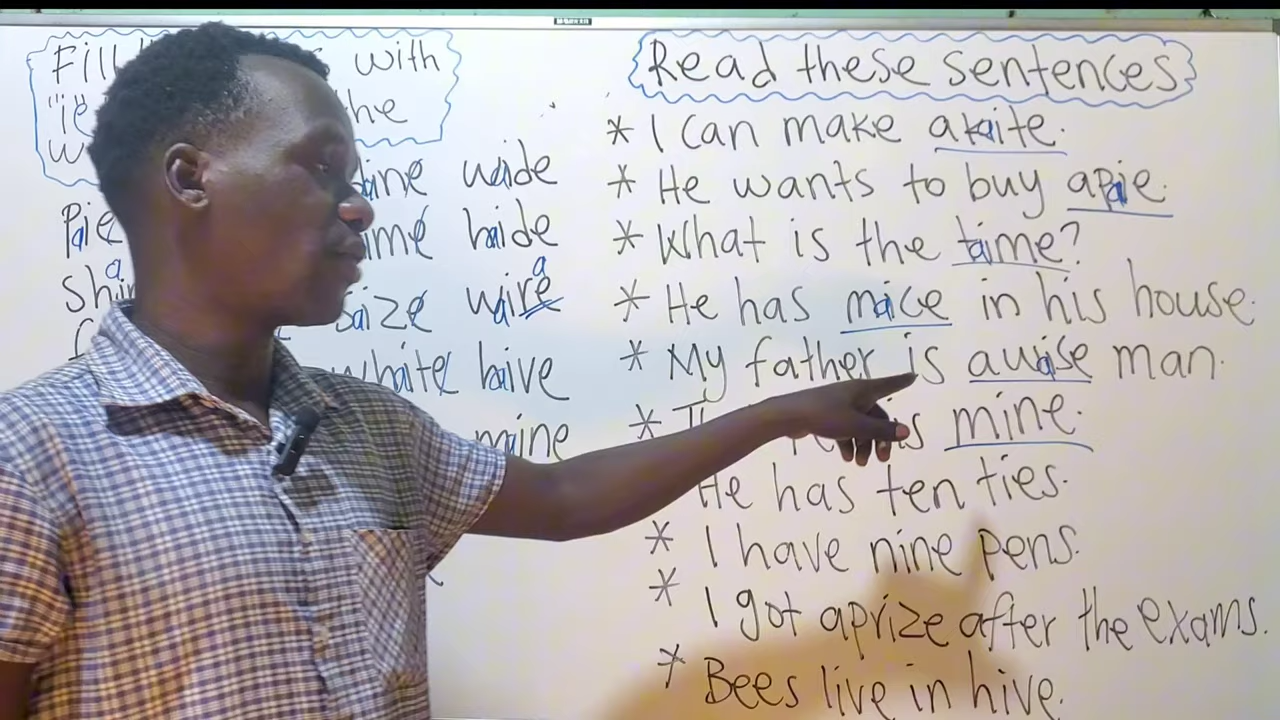 Fill with
the
wide
Pie hide
wire
white hive
mine
Read these sentences
* I can make a kite.
* He wants to buy a pie.
* What is the time?
* He has mice in his house.
* My father is a wise man.
* is mine.
He has ten ties.
* I have nine pens.
* I got a prize after the exams.
* Bees live in hive.